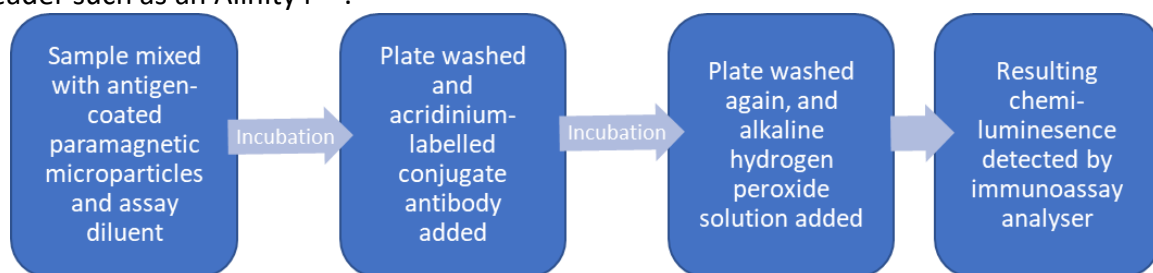 Sample mixed
with antigen-
coated
paramagnetic
microparticles
and assay
diluent
Incubation
Plate washed
and
acridinium-
labelled
conjugate
antibody
added
Incubation
Plate washed
again, and
alkaline
hydrogen
peroxide
solution added
Resulting
chemi-
luminesence
detected by
immunoassay
analyser